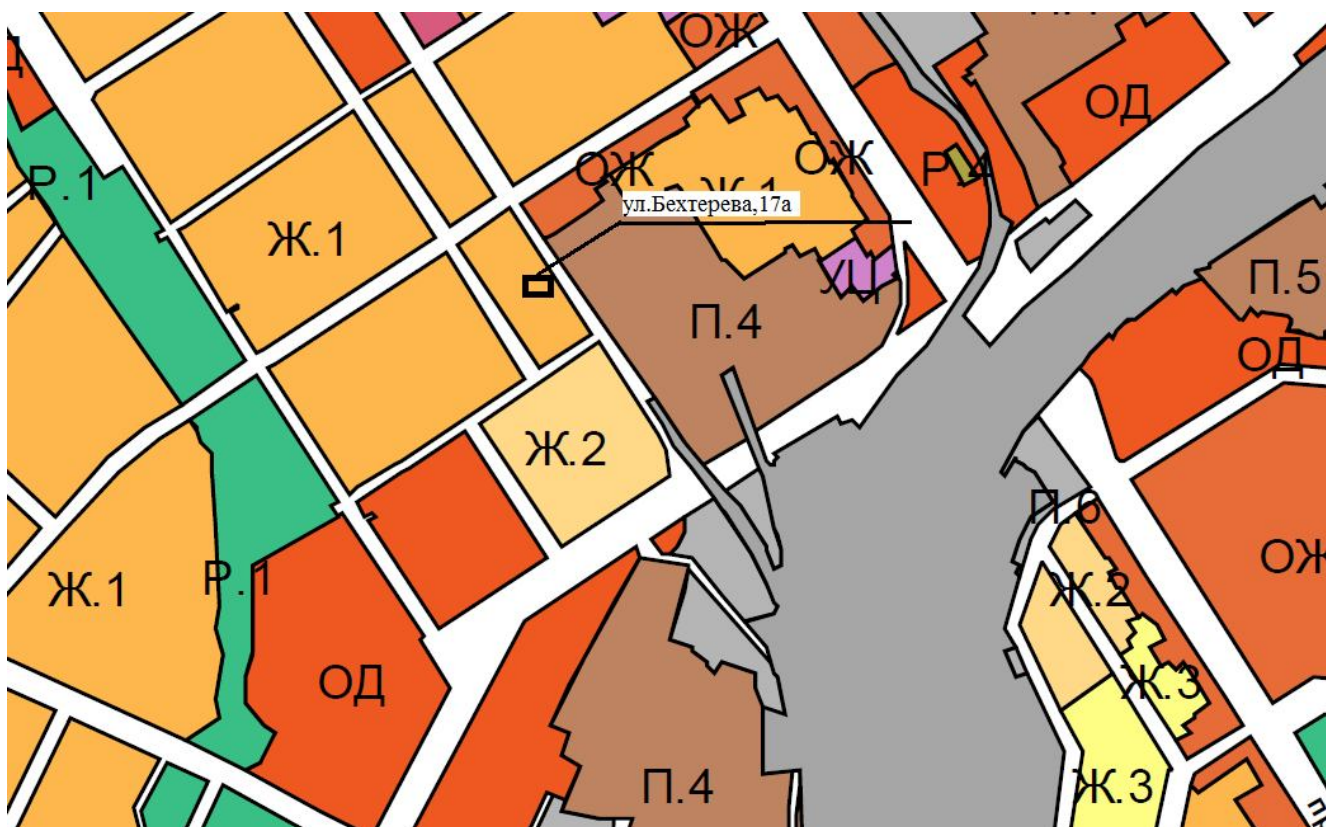 ОЖ
ОД
Р.1
ОЖ
ОЖ
Р.4
Ж.1
ул.Бехтерева,17а
Ж.1
УЦ
П.5
П.4
ОД
Ж.2
П.6
ОЖ
Ж.1
Р.1
Ж.2
ОД
Ж.3
П.4
Ж.3